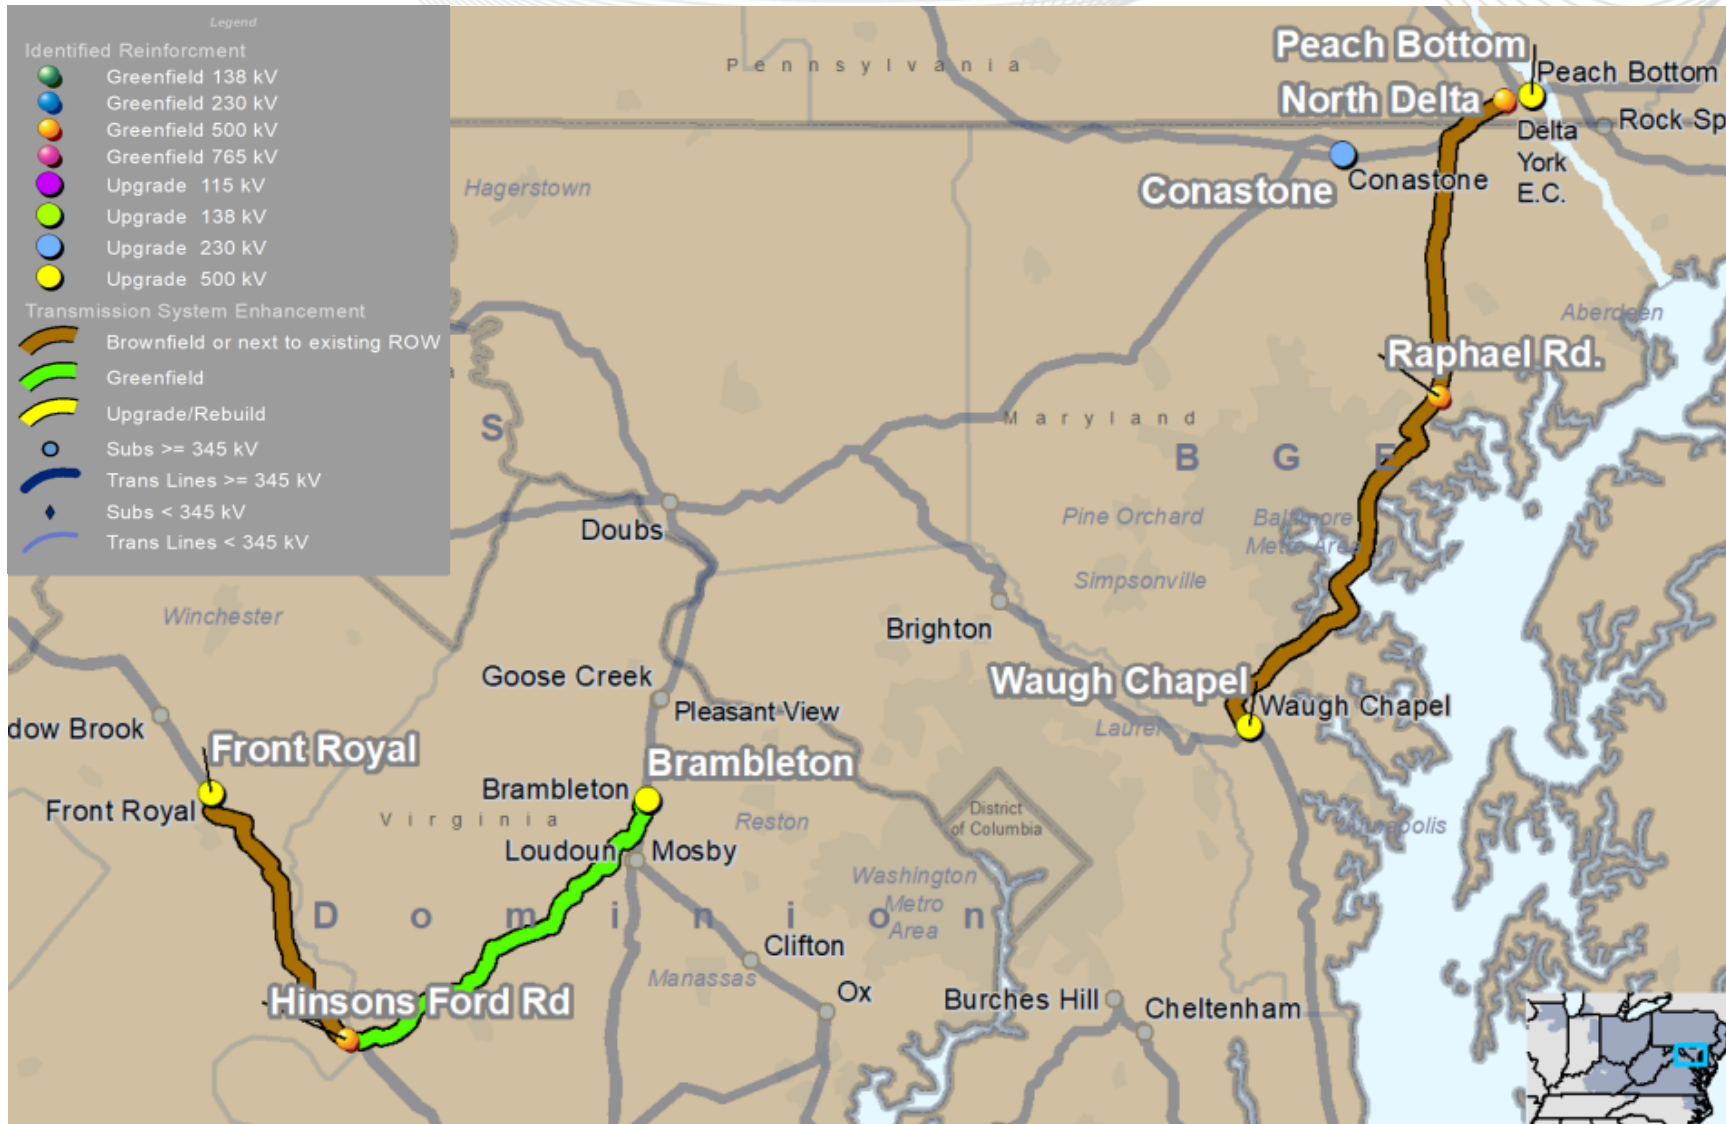 Legend
Identified Reinforcment
Greenfield 138 kV
Greenfield 230 kV
Greenfield 500 kV
Greenfield 765 kV
Upgrade 115 kV
Upgrade 138 kV
Upgrade 230 kV
Upgrade 500 kV
Transmission System Enhancement
Brownfield or next to existing ROW
Greenfield
Upgrade/Rebuild
Subs >= 345 kV
Trans Lines >= 345 kV
Subs < 345 kV
Trans Lines < 345 kV
Pennsylvania
Peach Bottom
Peach Bottom
North Delta
Rock Sp
Delta
York
E.C.
Conastone
Conastone
Hagerstown
Aberdeen
Raphael Rd.
Maryland
S
B G E
Pine Orchard
Baltimore
Metro Area
Doubs
Simpsonville
Winchester
Brighton
Goose Creek
Pleasant View
Waugh Chapel
Waugh Chapel
Laurel
dow Brook
Front Royal
Front Royal
Brambleton
Brambleton
Virginia
Reston
District
of Columbia
Annapolis
Loudoun
Mosby
Washington
Metro
Area
Dominion
Clifton
Manassas
Ox
Hinsons Ford Rd
Burches Hill
Cheltenham